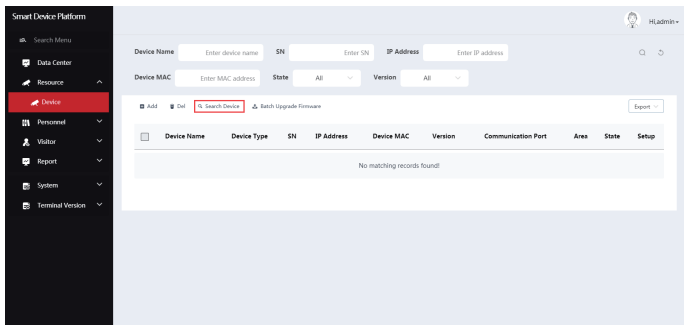 Smart Device Platform
Hi,admin
Search Menu
Device Name Enter device name SN Enter SN IP Address Enter IP address
Data Center
Device MAC Enter MAC address State All Version All
Resource
Device
Add Del Search Device Batch Upgrade Firmware Export
Personnel
Device Name Device Type SN IP Address Device MAC Version Communication Port Area State Setup
Visitor
Report
No matching records found!
System
Terminal Version